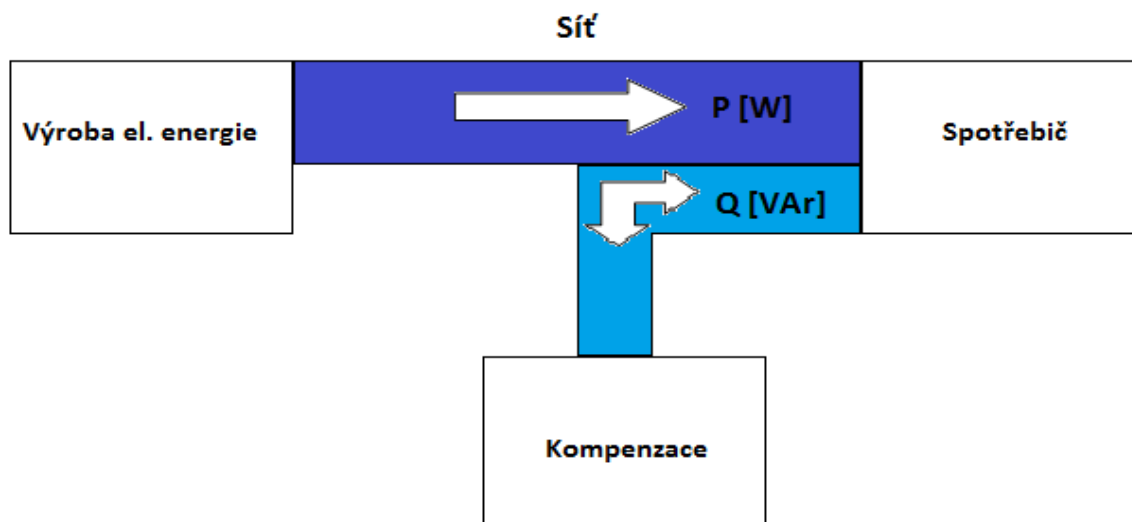 Síť
Výroba el. energie
P [W]
Spotřebič
Q [VAr]
Kompenzace